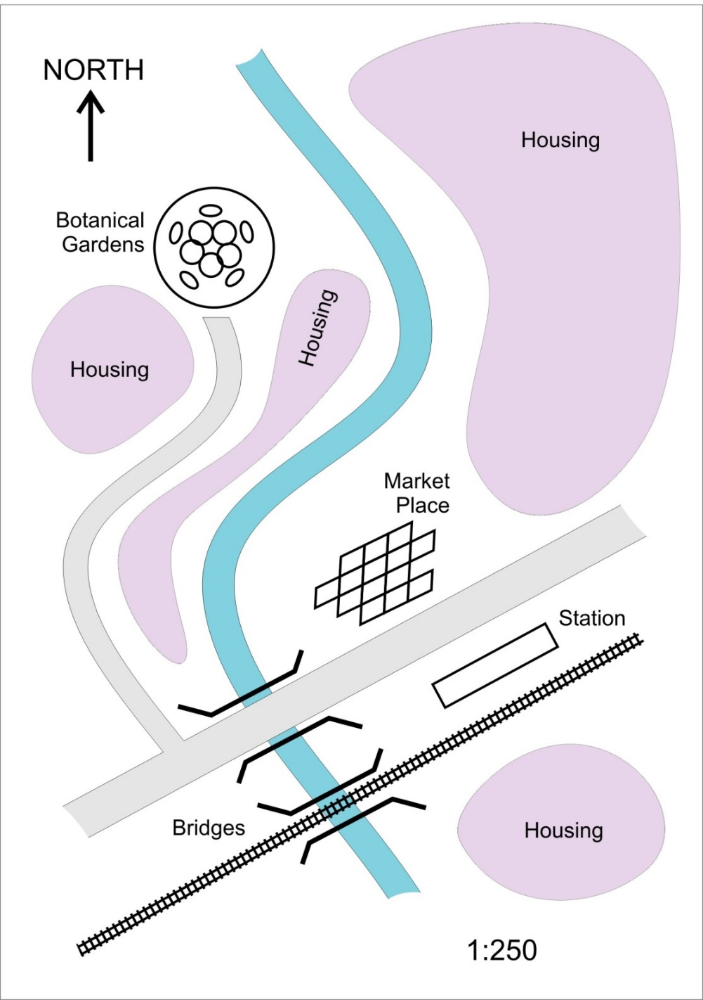 NORTH
Housing
Botanical
Gardens
Housing
Housing
Market
Place
Station
Bridges
Housing
1:250